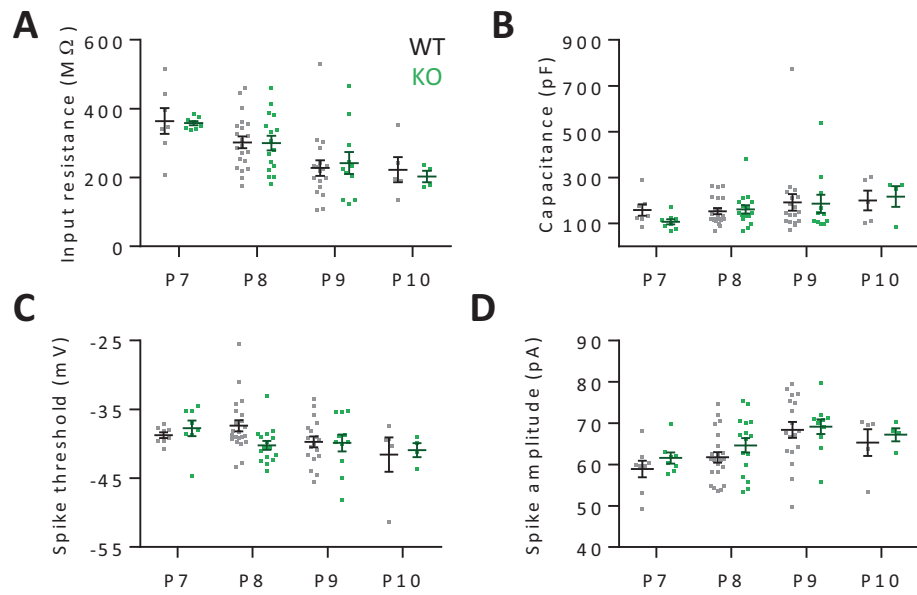 A
Input resistance (MΩ)
600
400
200
0
WT
KO
P7 P8 P9 P10
B
Capacitance (pF)
900
700
500
300
100
P7 P8 P9 P10
C
Spike threshold (mV)
-25
-35
-45
-55
P7 P8 P9 P10
D
Spike amplitude (pA)
90
80
70
60
50
40
P7 P8 P9 P10